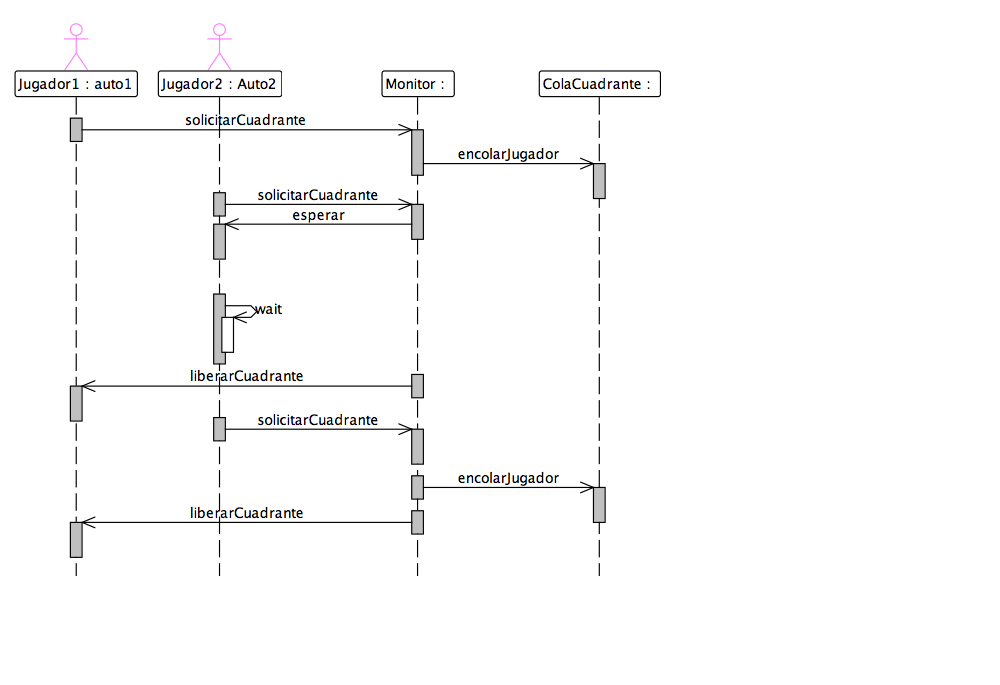 Jugador1 : auto1
Jugador2 : Auto2
Monitor :
ColaCuadrante :
solicitarCuadrante
encolarJugador
solicitarCuadrante
esperar
wait
liberarCuadrante
solicitarCuadrante
encolarJugador
liberarCuadrante